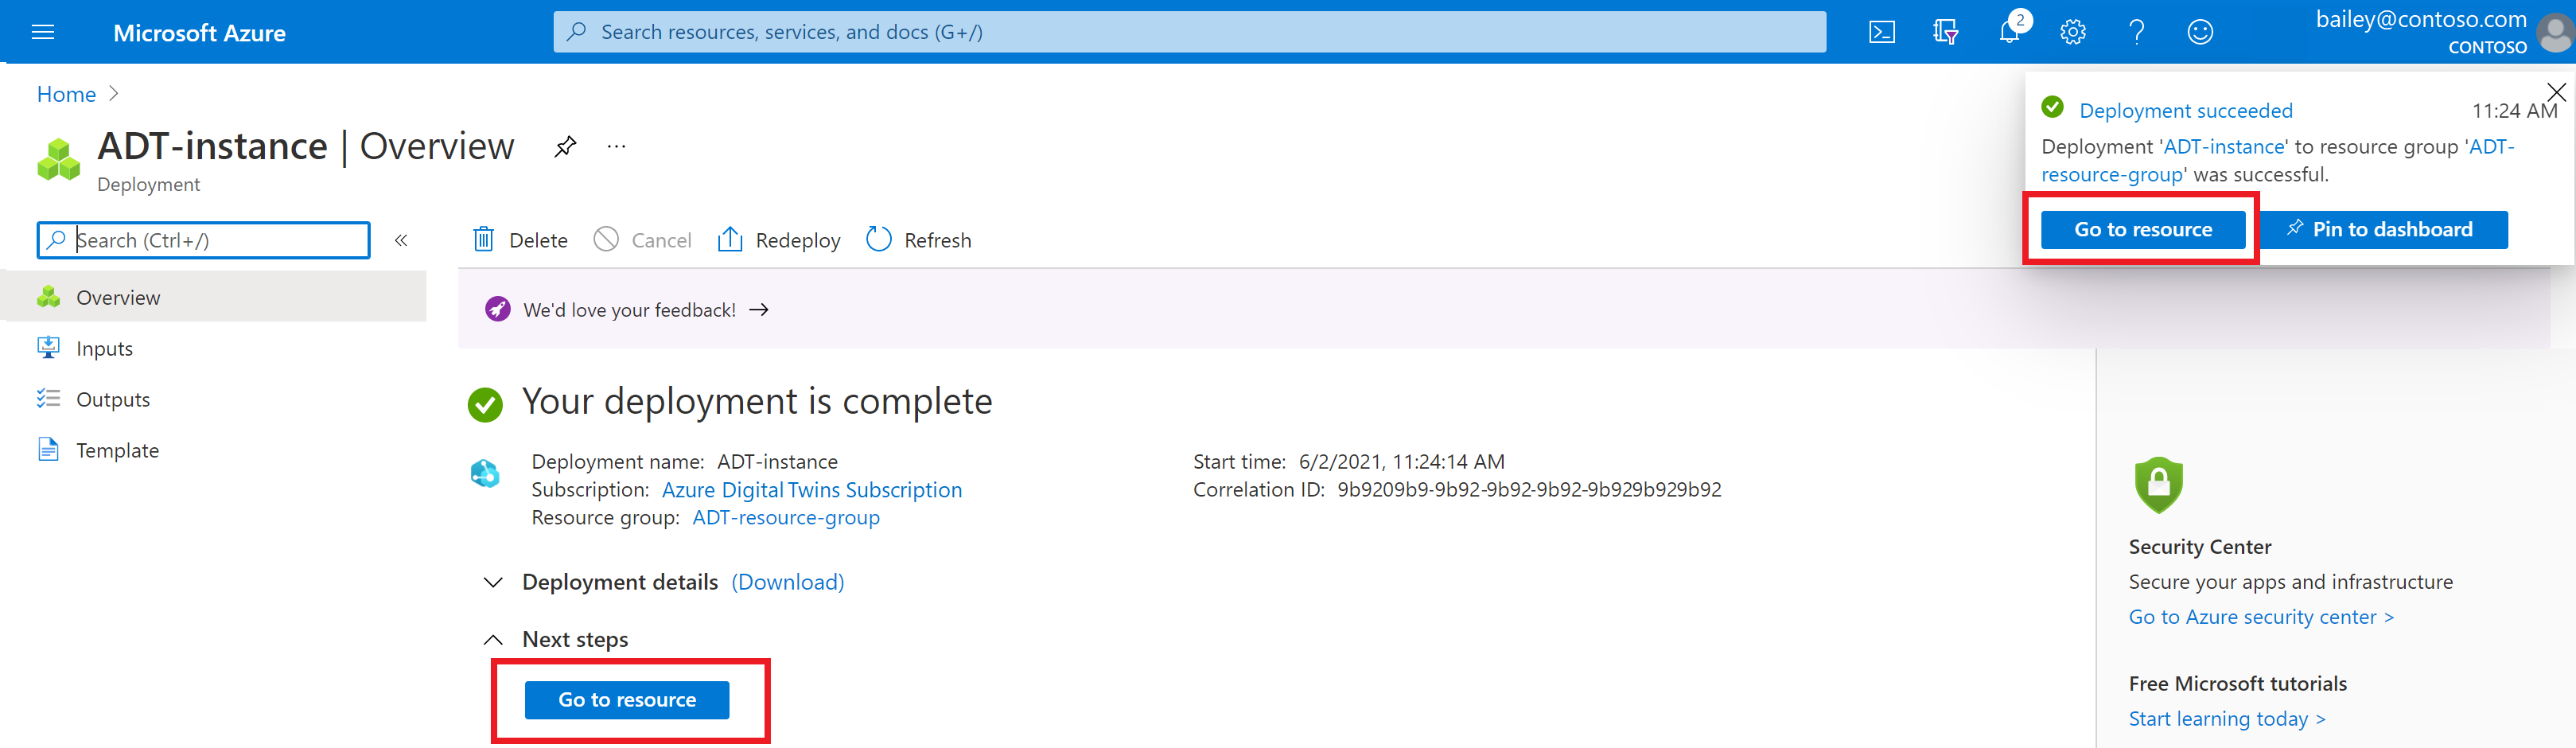 Microsoft Azure
Search resources, services, and docs (G+/)
2
bailey@contoso.com
CONTOSO
Home
ADT-instance | Overview
...
Deployment
Search (Ctrl+/)
«
Overview
Inputs
Outputs
Template
Delete
Cancel
Redeploy
Refresh
We'd love your feedback! →
Your deployment is complete
Deployment name: ADT-instance
Subscription: Azure Digital Twins Subscription
Resource group: ADT-resource-group
Start time: 6/2/2021, 11:24:14 AM
Correlation ID: 9b9209b9-9b92-9b92-9b92-9b929b929b92
Deployment details (Download)
Next steps
Go to resource
Deployment succeeded 11:24 AM
Deployment 'ADT-instance' to resource group 'ADT-
resource-group' was successful.
Go to resource
Pin to dashboard
Security Center
Secure your apps and infrastructure
Go to Azure security center >
Free Microsoft tutorials
Start learning today >